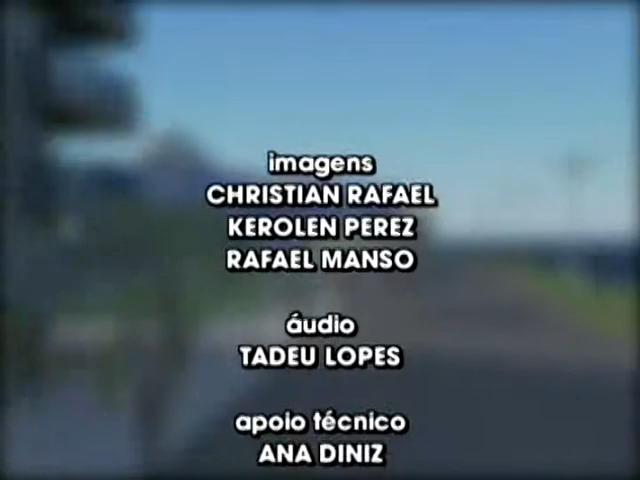 imagens
CHRISTIAN RAFAEL
KEROLEN PEREZ
RAFAEL MANSO
áudio
TADEU LOPES
apoio técnico
ANA DINIZ